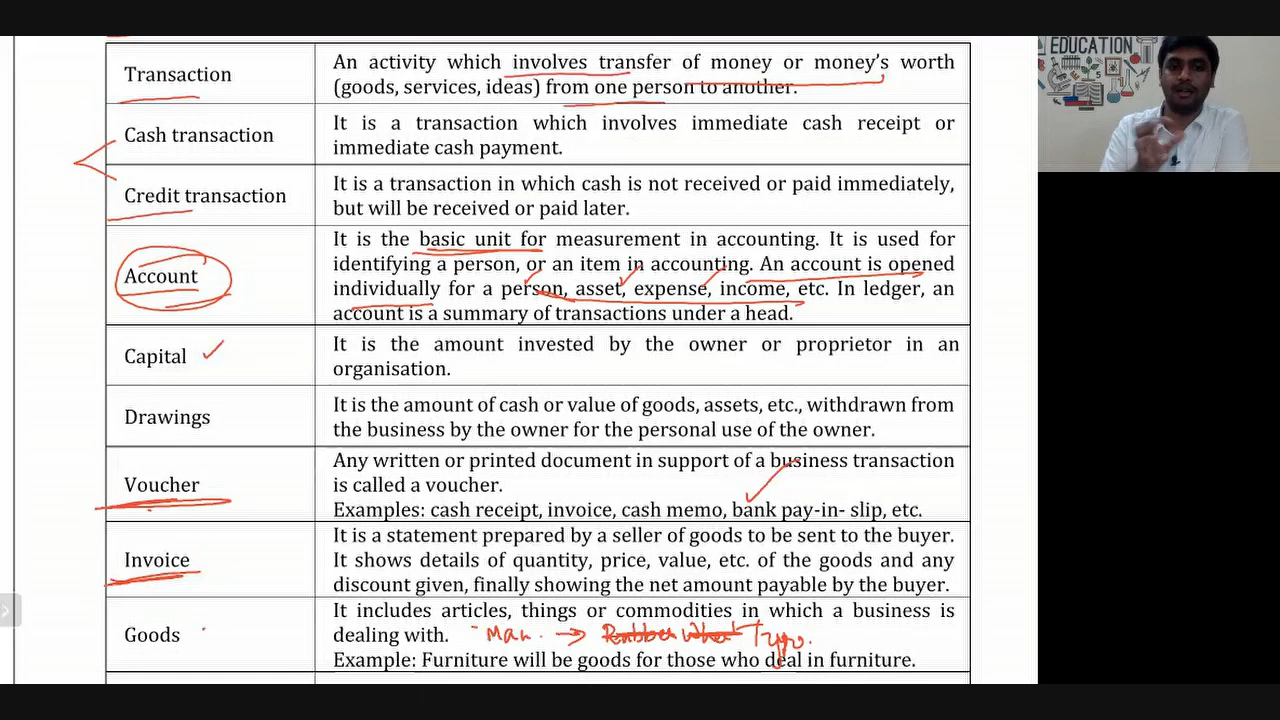 EDUCATION
Transaction
An activity which involves transfer of money or money's worth
(goods, services, ideas) from one person to another.
Cash transaction
It is a transaction which involves immediate cash receipt or
immediate cash payment.
Credit transaction
It is a transaction in which cash is not received or paid immediately,
but will be received or paid later.
Account
It is the basic unit for measurement in accounting. It is used for
identifying a person, or an item in accounting. An account is opened
individually for a person, asset, expense, income, etc. In ledger, an
account is a summary of transactions under a head.
Capital
It is the amount invested by the owner or proprietor in an
organisation.
Drawings
It is the amount of cash or value of goods, assets, etc., withdrawn from
the business by the owner for the personal use of the owner.
Voucher
Any written or printed document in support of a business transaction
is called a voucher.
Examples: cash receipt, invoice, cash memo, bank pay-in- slip, etc.
Invoice
It is a statement prepared by a seller of goods to be sent to the buyer.
It shows details of quantity, price, value, etc. of the goods and any
discount given, finally showing the net amount payable by the buyer.
Goods
It includes articles, things or commodities in which a business is
dealing with.
Example: Furniture will be goods for those who deal in furniture.